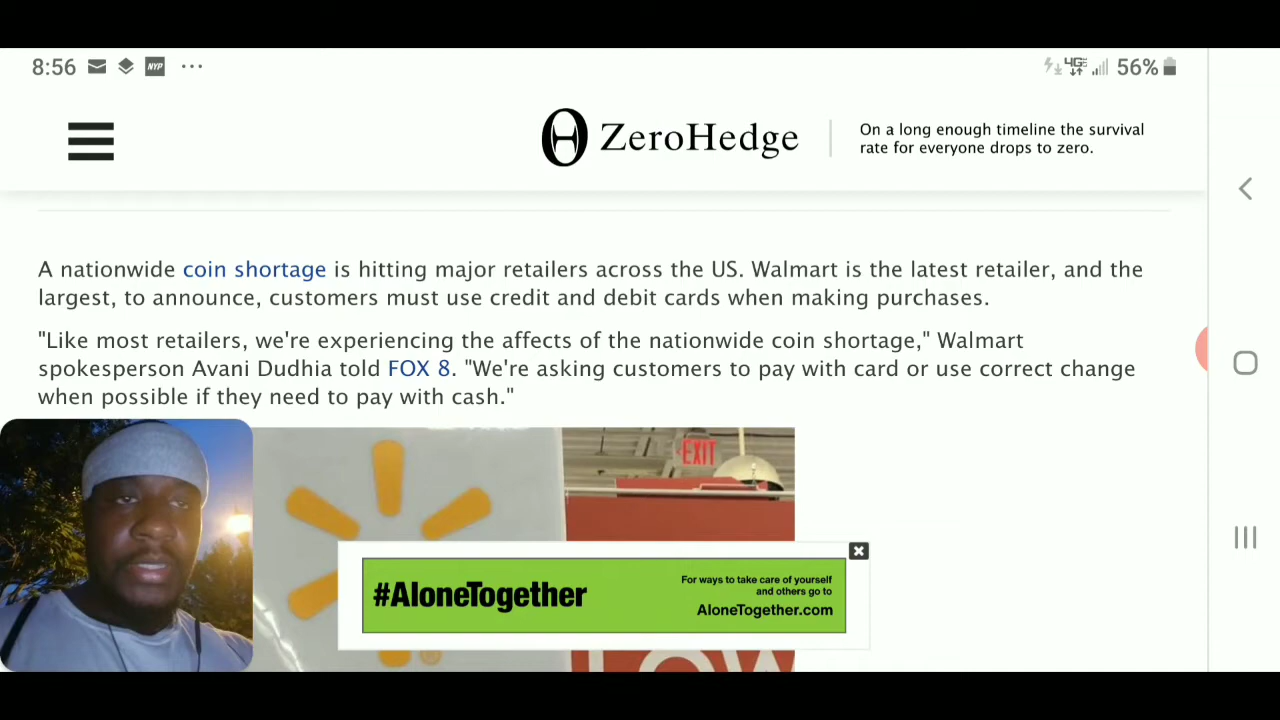 8:56 NYP ... 4GE 56%
ZeroHedge
On a long enough timeline the survival
rate for everyone drops to zero.
A nationwide coin shortage is hitting major retailers across the US. Walmart is the latest retailer, and the
largest, to announce, customers must use credit and debit cards when making purchases.
"Like most retailers, we're experiencing the affects of the nationwide coin shortage," Walmart
spokesperson Avani Dudhia told FOX 8. "We're asking customers to pay with card or use correct change
when possible if they need to pay with cash."
EXIT
#AloneTogether
For ways to take care of yourself
and others go to
AloneTogether.com
LOW